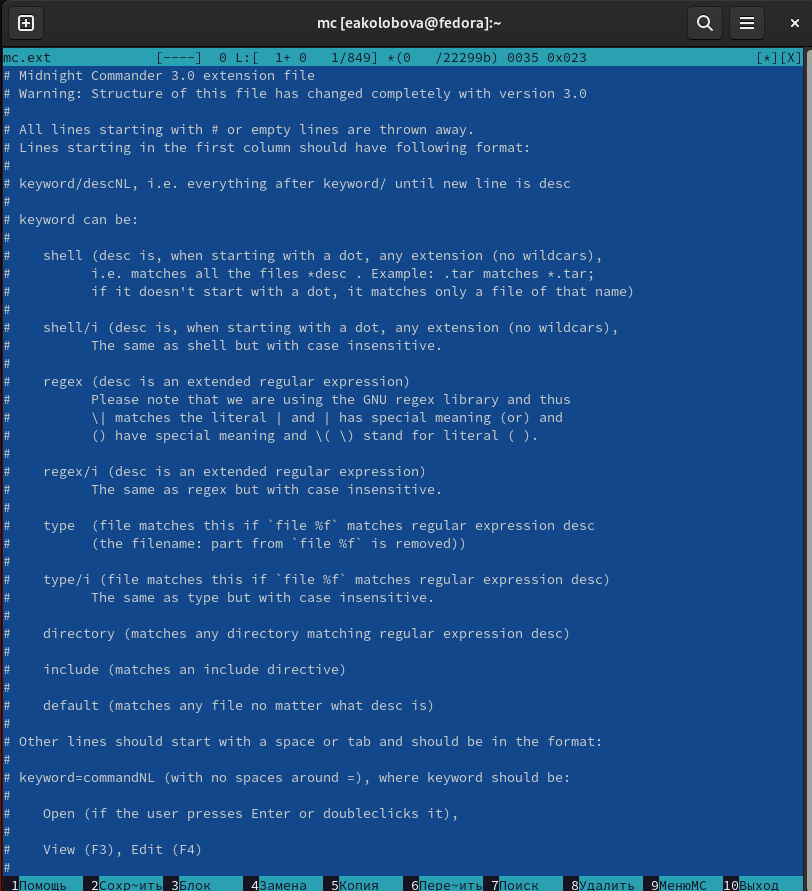 mc [eakolobova@fedora]:~
mc.ext [----] 0 L:[ 1+ 0 1/849] *(0 /22299b) 0035 0x023 [*][X]
# Midnight Commander 3.0 extension file
# Warning: Structure of this file has changed completely with version 3.0
#
# All lines starting with # or empty lines are thrown away.
# Lines starting in the first column should have following format:
#
# keyword/descNL, i.e. everything after keyword/ until new line is desc
#
# keyword can be:
#
#    shell (desc is, when starting with a dot, any extension (no wildcars),
#          i.e. matches all the files *desc . Example: .tar matches *.tar;
#          if it doesn't start with a dot, it matches only a file of that name)
#
#    shell/i (desc is, when starting with a dot, any extension (no wildcars),
#          The same as shell but with case insensitive.
#
#    regex (desc is an extended regular expression)
#          Please note that we are using the GNU regex library and thus
#          \| matches the literal | and | has special meaning (or) and
#          () have special meaning and \( \) stand for literal ( ).
#
#    regex/i (desc is an extended regular expression)
#          The same as regex but with case insensitive.
#
#    type  (file matches this if `file %f` matches regular expression desc
#          (the filename: part from `file %f` is removed))
#
#    type/i (file matches this if `file %f` matches regular expression desc)
#          The same as type but with case insensitive.
#
#    directory (matches any directory matching regular expression desc)
#
#    include (matches an include directive)
#
#    default (matches any file no matter what desc is)
#
# Other lines should start with a space or tab and should be in the format:
#
# keyword=commandNL (with no spaces around =), where keyword should be:
#
#    Open (if the user presses Enter or doubleclicks it),
#
#    View (F3), Edit (F4)
#
1Помощь 2Сохр~ить 3Блок 4Замена 5Копия 6Пере~ить 7Поиск 8Удалить 9МенюMC 10Выход